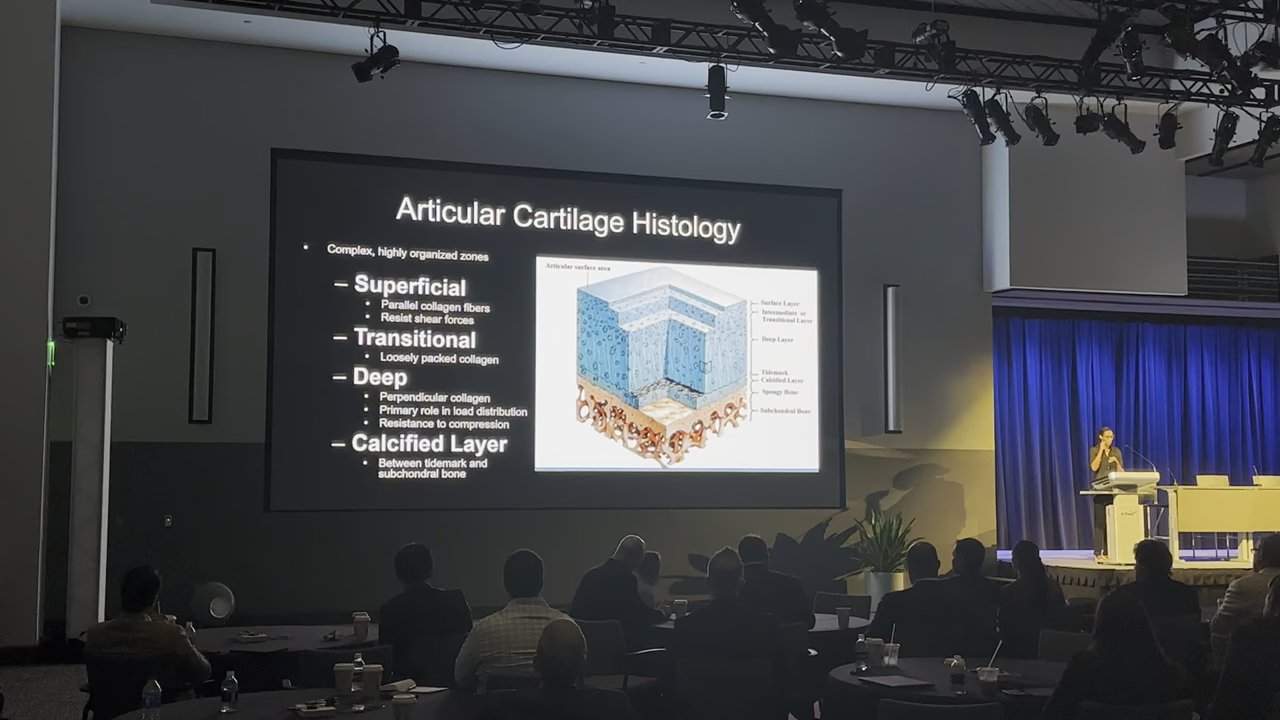 Articular Cartilage Histology
• Complex, highly organized zones
– Superficial
• Parallel collagen fibers
• Resist shear forces
– Transitional
• Loosely packed collagen
– Deep
• Perpendicular collagen
• Primary role in load distribution
• Resistance to compression
– Calcified Layer
• Between tidemark and
subchondral bone
Articular surface area
Surface Layer
Intermediate or
Transitional Layer
Deep Layer
Tidemark
Calcified Layer
Spongy Bone
Subchondral Bone